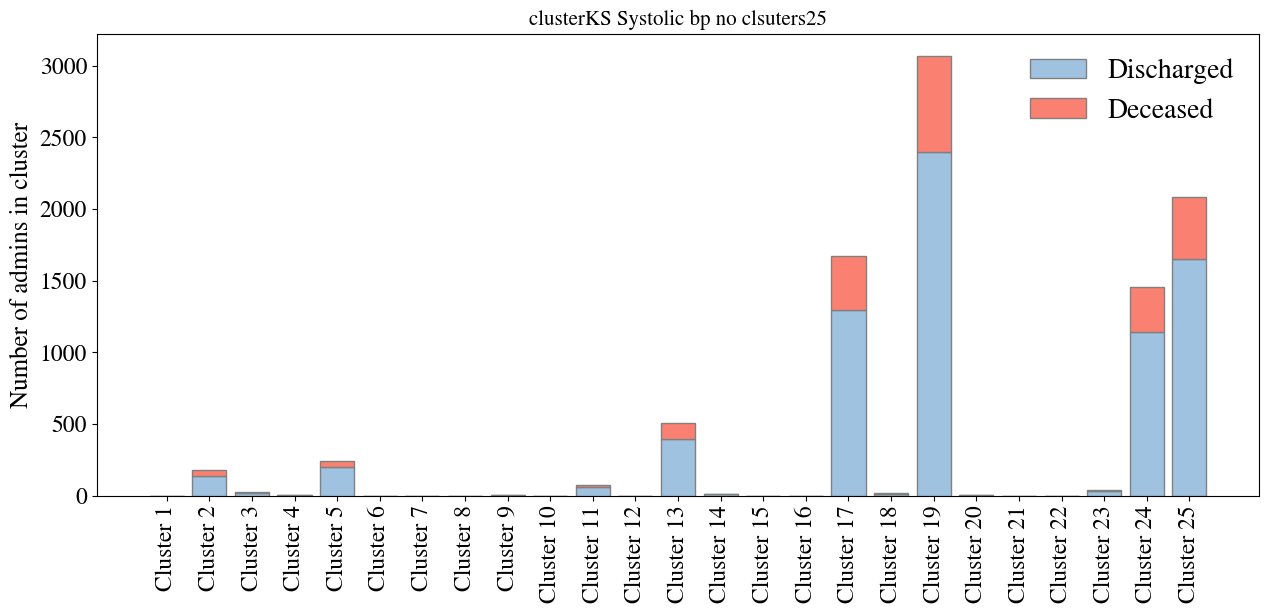 clusterKS Systolic bp no clsuters25
Number of admins in cluster
3000
2500
2000
1500
1000
500
0
Discharged
Deceased
Cluster 1
Cluster 2
Cluster 3
Cluster 4
Cluster 5
Cluster 6
Cluster 7
Cluster 8
Cluster 9
Cluster 10
Cluster 11
Cluster 12
Cluster 13
Cluster 14
Cluster 15
Cluster 16
Cluster 17
Cluster 18
Cluster 19
Cluster 20
Cluster 21
Cluster 22
Cluster 23
Cluster 24
Cluster 25